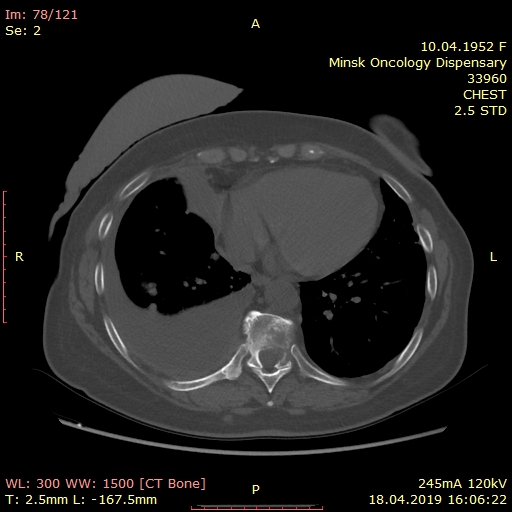 Im: 78/121
Se: 2
A
10.04.1952 F
Minsk Oncology Dispensary
33960
CHEST
2.5 STD
R
L
WL: 300 WW: 1500 [CT Bone]
T: 2.5mm L: -167.5mm
P
245mA 120kV
18.04.2019 16:06:22